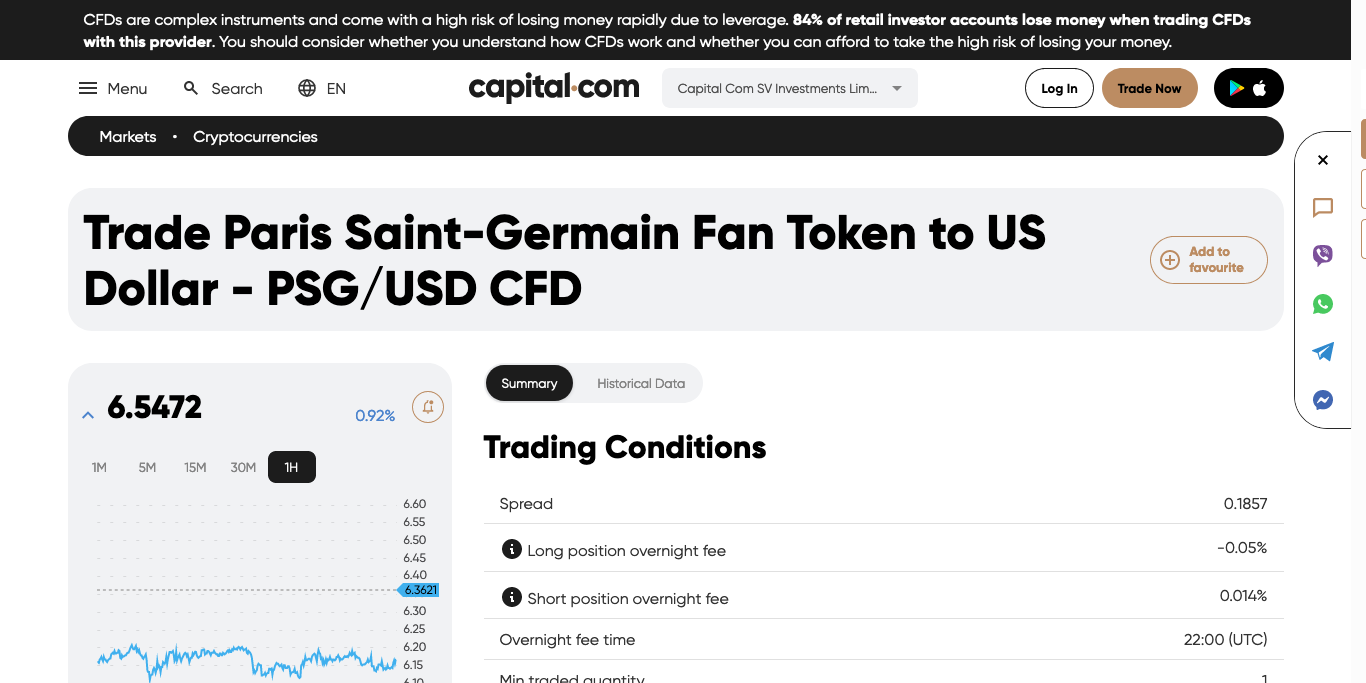 CFDs are complex instruments and come with a high risk of losing money rapidly due to leverage. 84% of retail investor accounts lose money when trading CFDs
with this provider. You should consider whether you understand how CFDs work and whether you can afford to take the high risk of losing your money.
Menu
Search
EN
capital.com
Capital Com SV Investments Lim...
Log In
Trade Now
Markets • Cryptocurrencies
Trade Paris Saint-Germain Fan Token to US
Dollar - PSG/USD CFD
Add to
favourite
6.5472
0.92%
1M 5M 15M 30M 1H
6.60
6.55
6.50
6.45
6.40
6.3621
6.30
6.25
6.20
6.15
6.10
Summary
Historical Data
Trading Conditions
Spread 0.1857
Long position overnight fee -0.05%
Short position overnight fee 0.014%
Overnight fee time 22:00 (UTC)
Min traded quantity 1